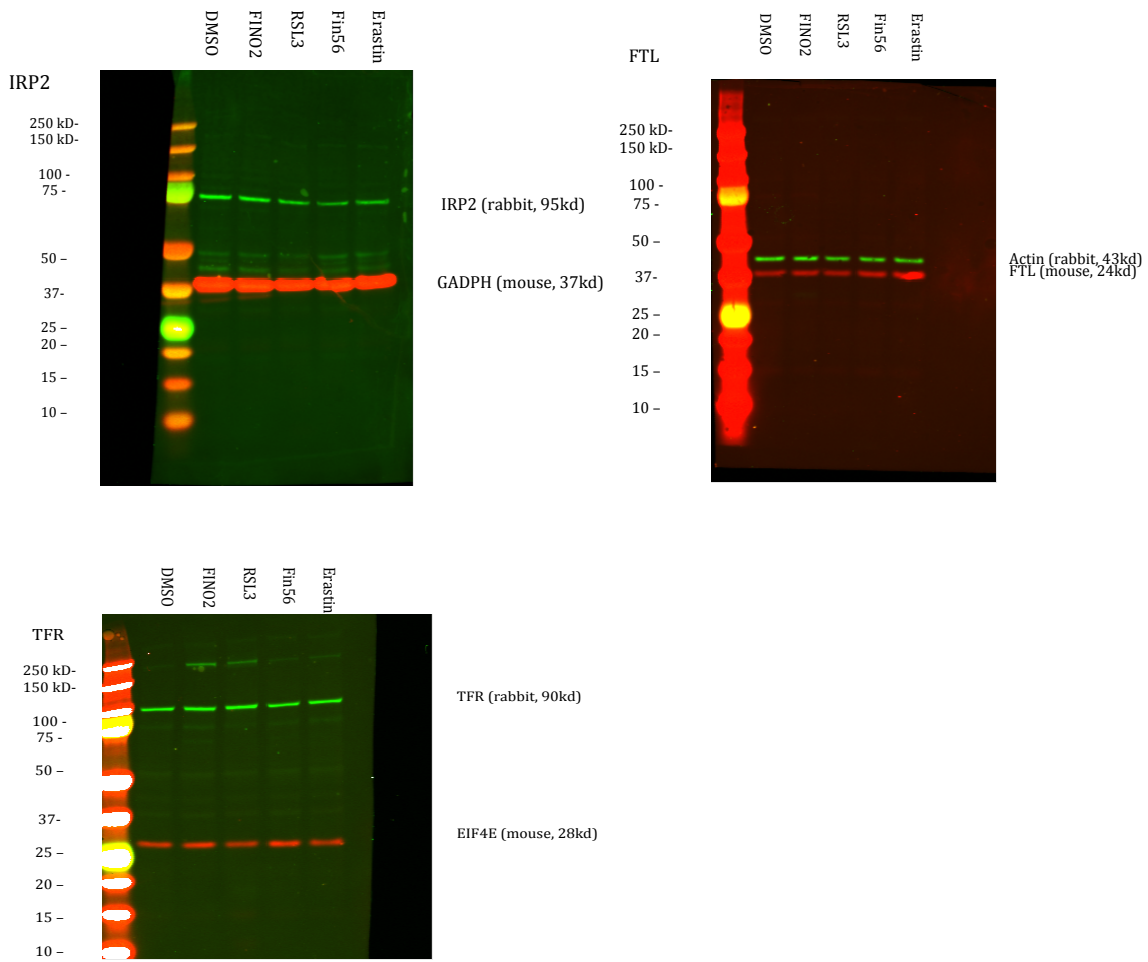 DMSO
FINO2
RSL3
Fin56
Erastin
IRP2
250 kD-
150 kD-
100 -
75 -
50 –
37-
25 –
20 –
15 –
10 –
IRP2 (rabbit, 95kd)
GADPH (mouse, 37kd)
DMSO
FINO2
RSL3
Fin56
Erastin
FTL
250 kD-
150 kD-
100 -
75 -
50 –
37-
25 –
20 –
15 –
10 –
Actin (rabbit, 43kd)
FTL (mouse, 24kd)
DMSO
FINO2
RSL3
Fin56
Erastin
TFR
250 kD-
150 kD-
100 -
75 -
50 –
37-
25 –
20 –
15 –
10 –
TFR (rabbit, 90kd)
EIF4E (mouse, 28kd)